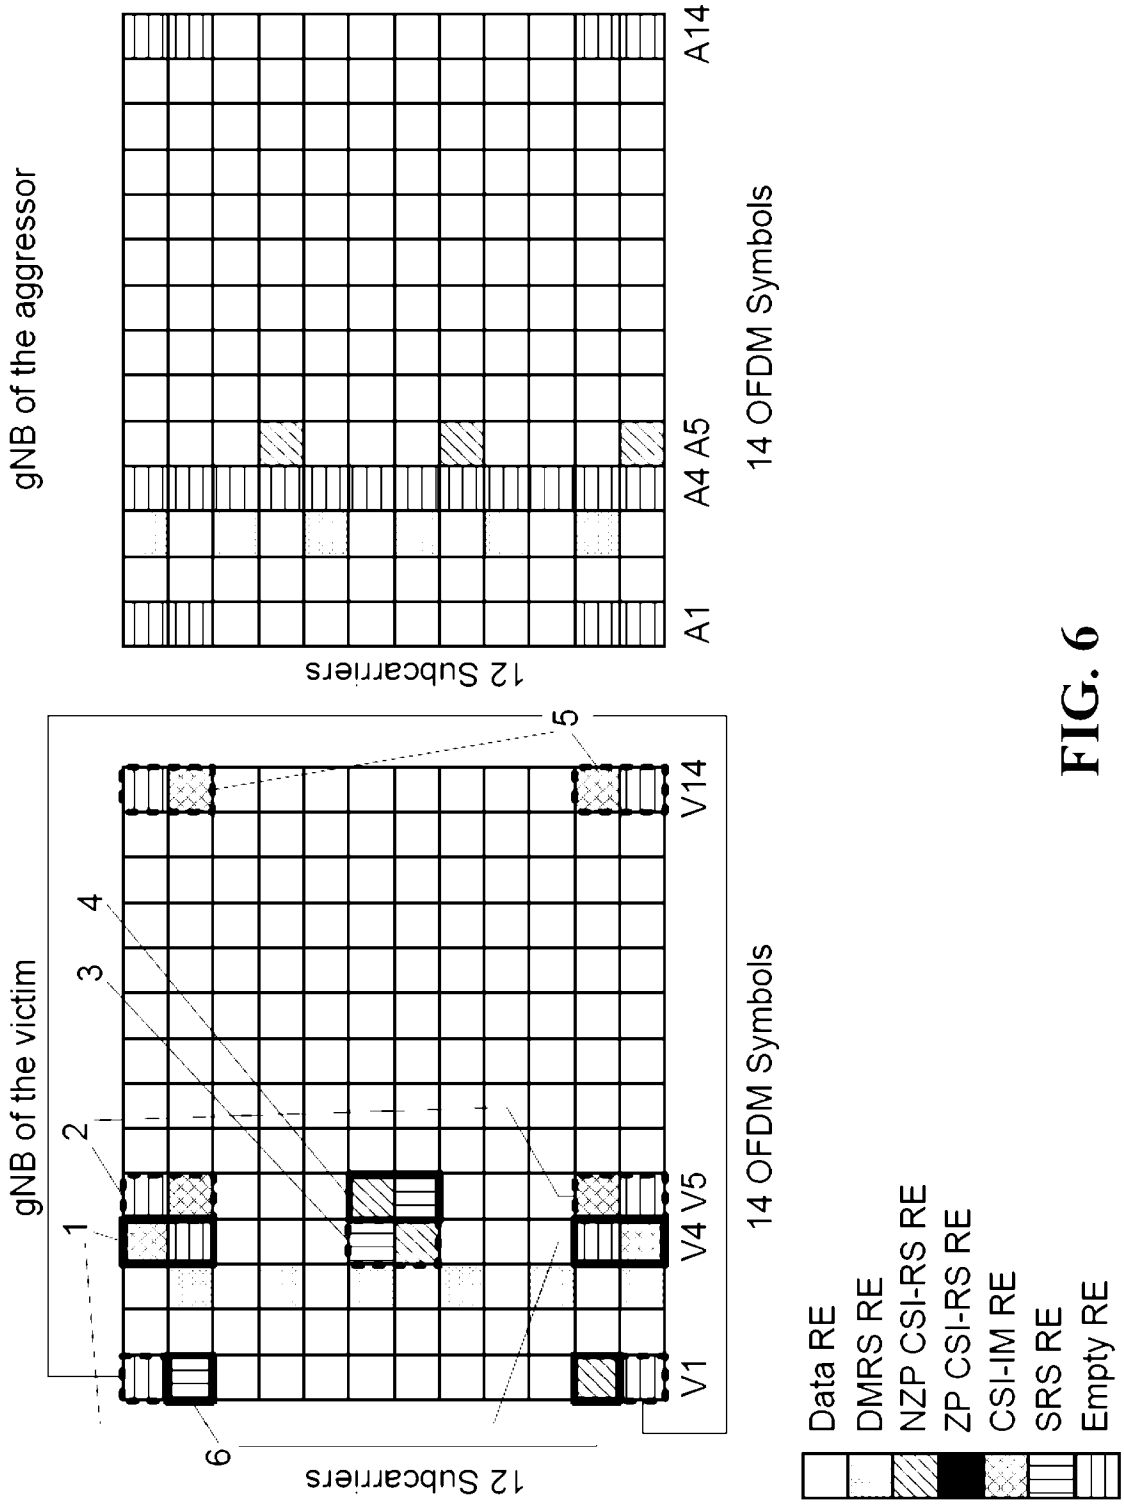 gNB of the victim
1
2
3
4
5
6
12 Subcarriers
V1
V4
V5
V14
14 OFDM Symbols
gNB of the aggressor
12 Subcarriers
A1
A4
A5
A14
14 OFDM Symbols
Data RE
DMRS RE
NZP CSI-RS RE
ZP CSI-RS RE
CSI-IM RE
SRS RE
Empty RE
FIG. 6